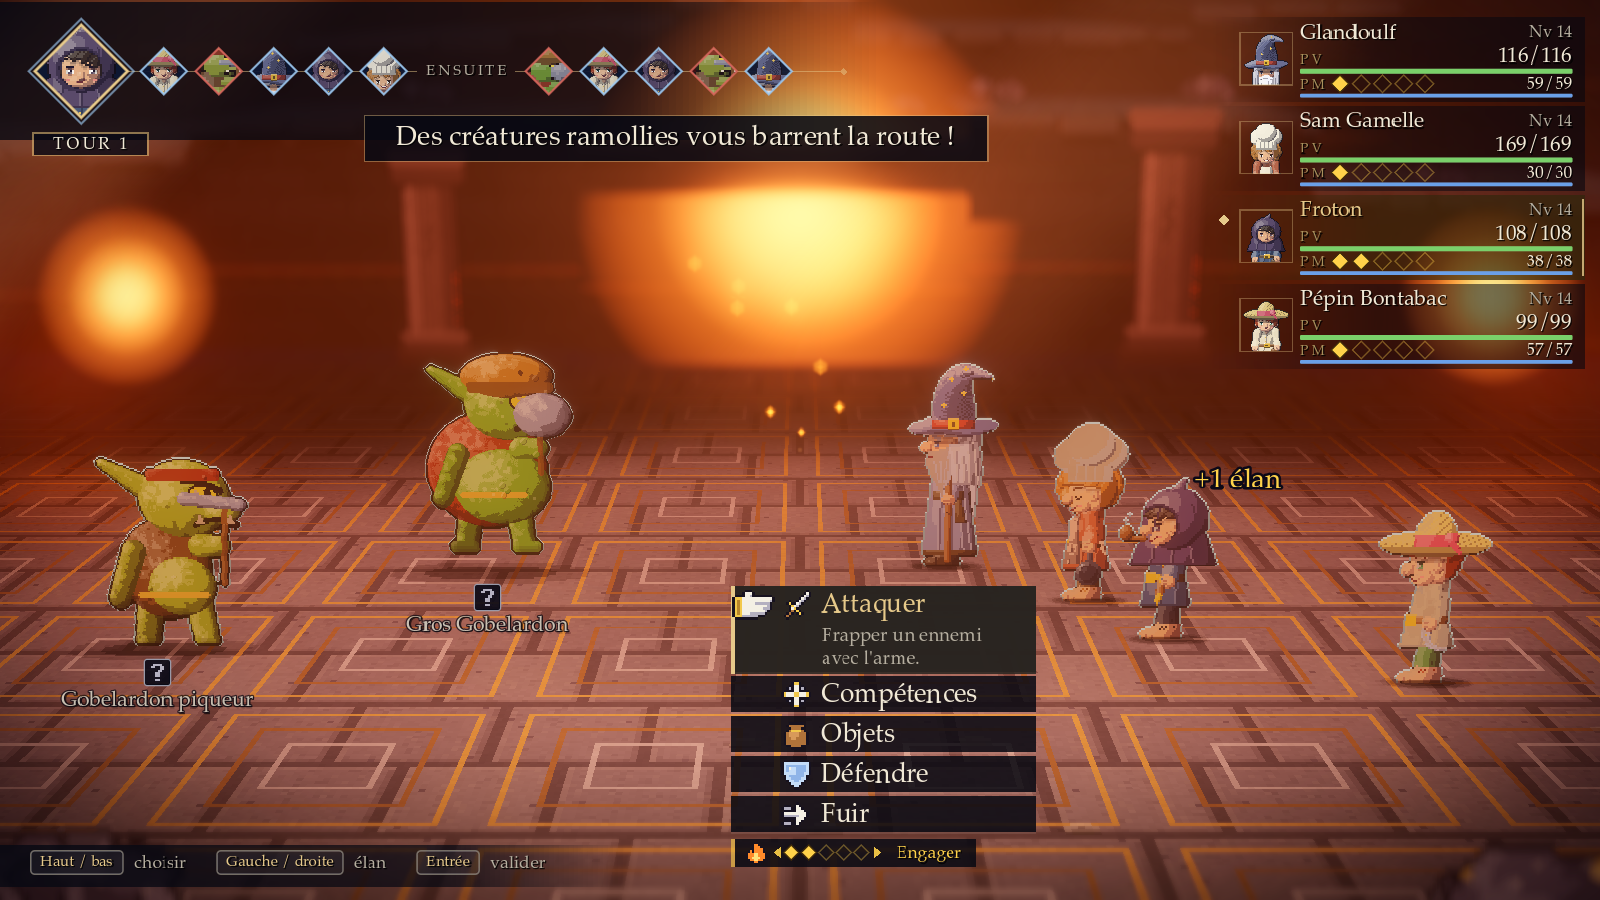 ENSUITE
TOUR 1
Des créatures ramollies vous barrent la route !
Glandoulf Nv 14
PV 116/116
PM 59/59
Sam Gamelle Nv 14
PV 169/169
PM 30/30
Froton Nv 14
PV 108/108
PM 38/38
Pépin Bontabac Nv 14
PV 99/99
PM 57/57
+1 élan
?
Gros Gobelardon
?
Gobelardon piqueur
Attaquer
Frapper un ennemi
avec l'arme.
Compétences
Objets
Défendre
Fuir
Engager
Haut / bas choisir Gauche / droite élan Entrée valider